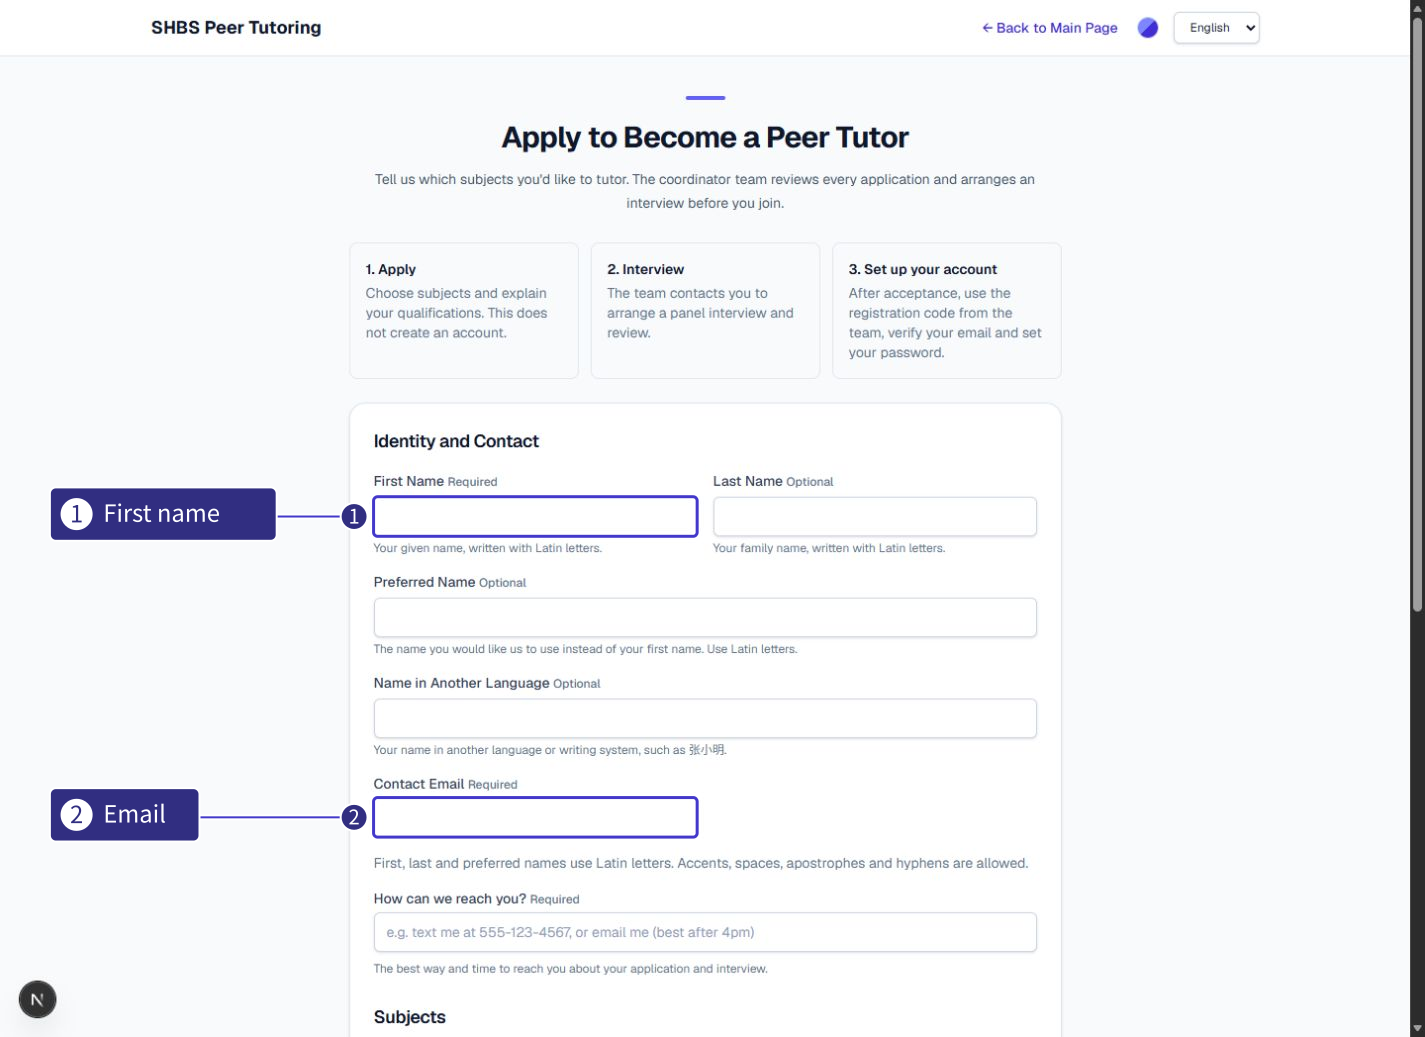 SHBS Peer Tutoring
← Back to Main Page
English
Apply to Become a Peer Tutor
Tell us which subjects you'd like to tutor. The coordinator team reviews every application and arranges an
interview before you join.
1. Apply
Choose subjects and explain
your qualifications. This does
not create an account.
2. Interview
The team contacts you to
arrange a panel interview and
review.
3. Set up your account
After acceptance, use the
registration code from the
team, verify your email and set
your password.
Identity and Contact
First Name Required
Last Name Optional
1 First name
1
Your given name, written with Latin letters.
Your family name, written with Latin letters.
Preferred Name Optional
The name you would like us to use instead of your first name. Use Latin letters.
Name in Another Language Optional
Your name in another language or writing system, such as 张小明.
Contact Email Required
2 Email
2
First, last and preferred names use Latin letters. Accents, spaces, apostrophes and hyphens are allowed.
How can we reach you? Required
e.g. text me at 555-123-4567, or email me (best after 4pm)
The best way and time to reach you about your application and interview.
N
Subjects